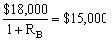 $18,000
1 + R_B = $15,000